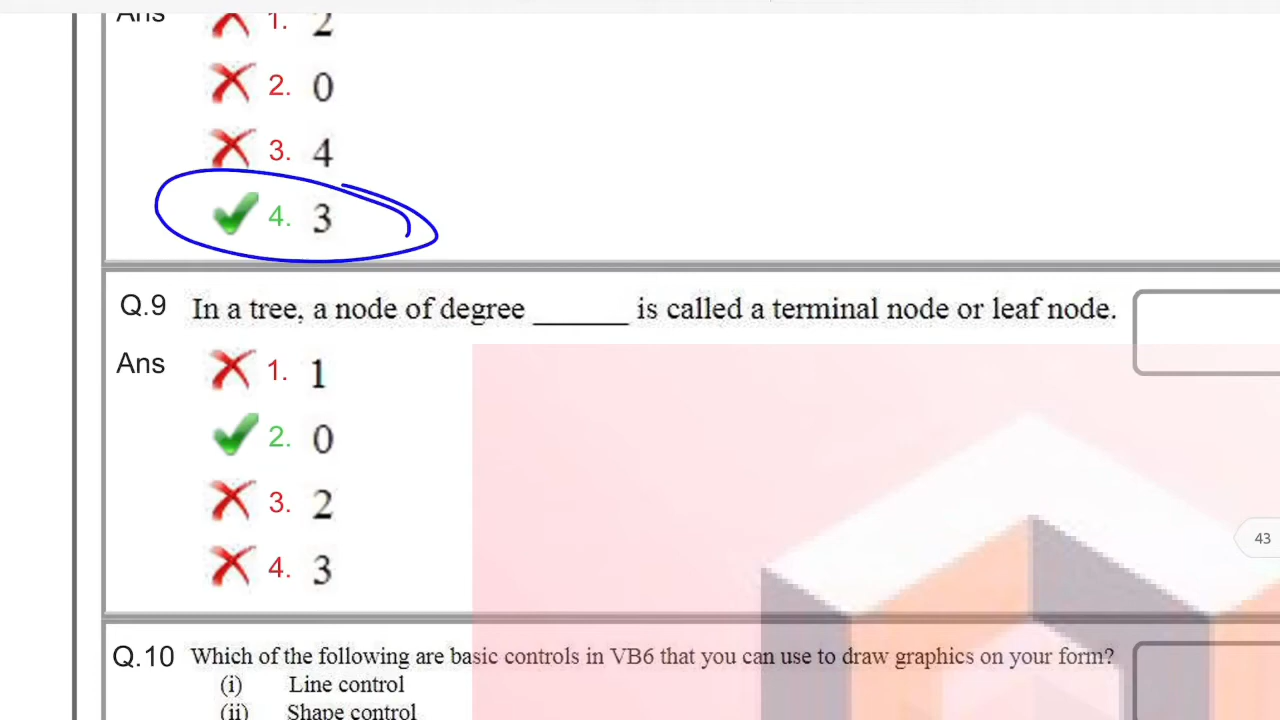 Ans 1. 2
2. 0
3. 4
4. 3
Q.9 In a tree, a node of degree ______ is called a terminal node or leaf node.
Ans 1. 1
2. 0
3. 2
4. 3
43
Q.10 Which of the following are basic controls in VB6 that you can use to draw graphics on your form?
(i) Line control
(ii) Shape control